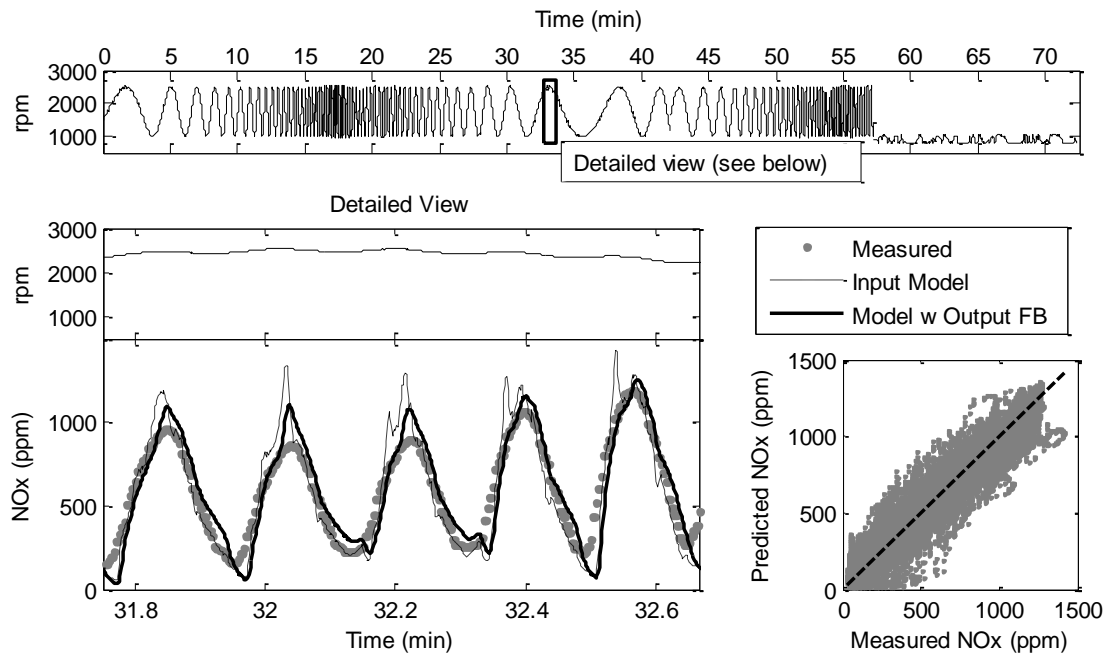 Time (min)
0 5 10 15 20 25 30 35 40 45 50 55 60 65 70
3000
2000
1000
rpm
Detailed view (see below)
Detailed View
3000
2000
1000
rpm
1000
500
0
NOx (ppm)
31.8 32 32.2 32.4 32.6
Time (min)
Measured
Input Model
Model w Output FB
1500
1000
500
0
Predicted NOx (ppm)
0 500 1000 1500
Measured NOx (ppm)